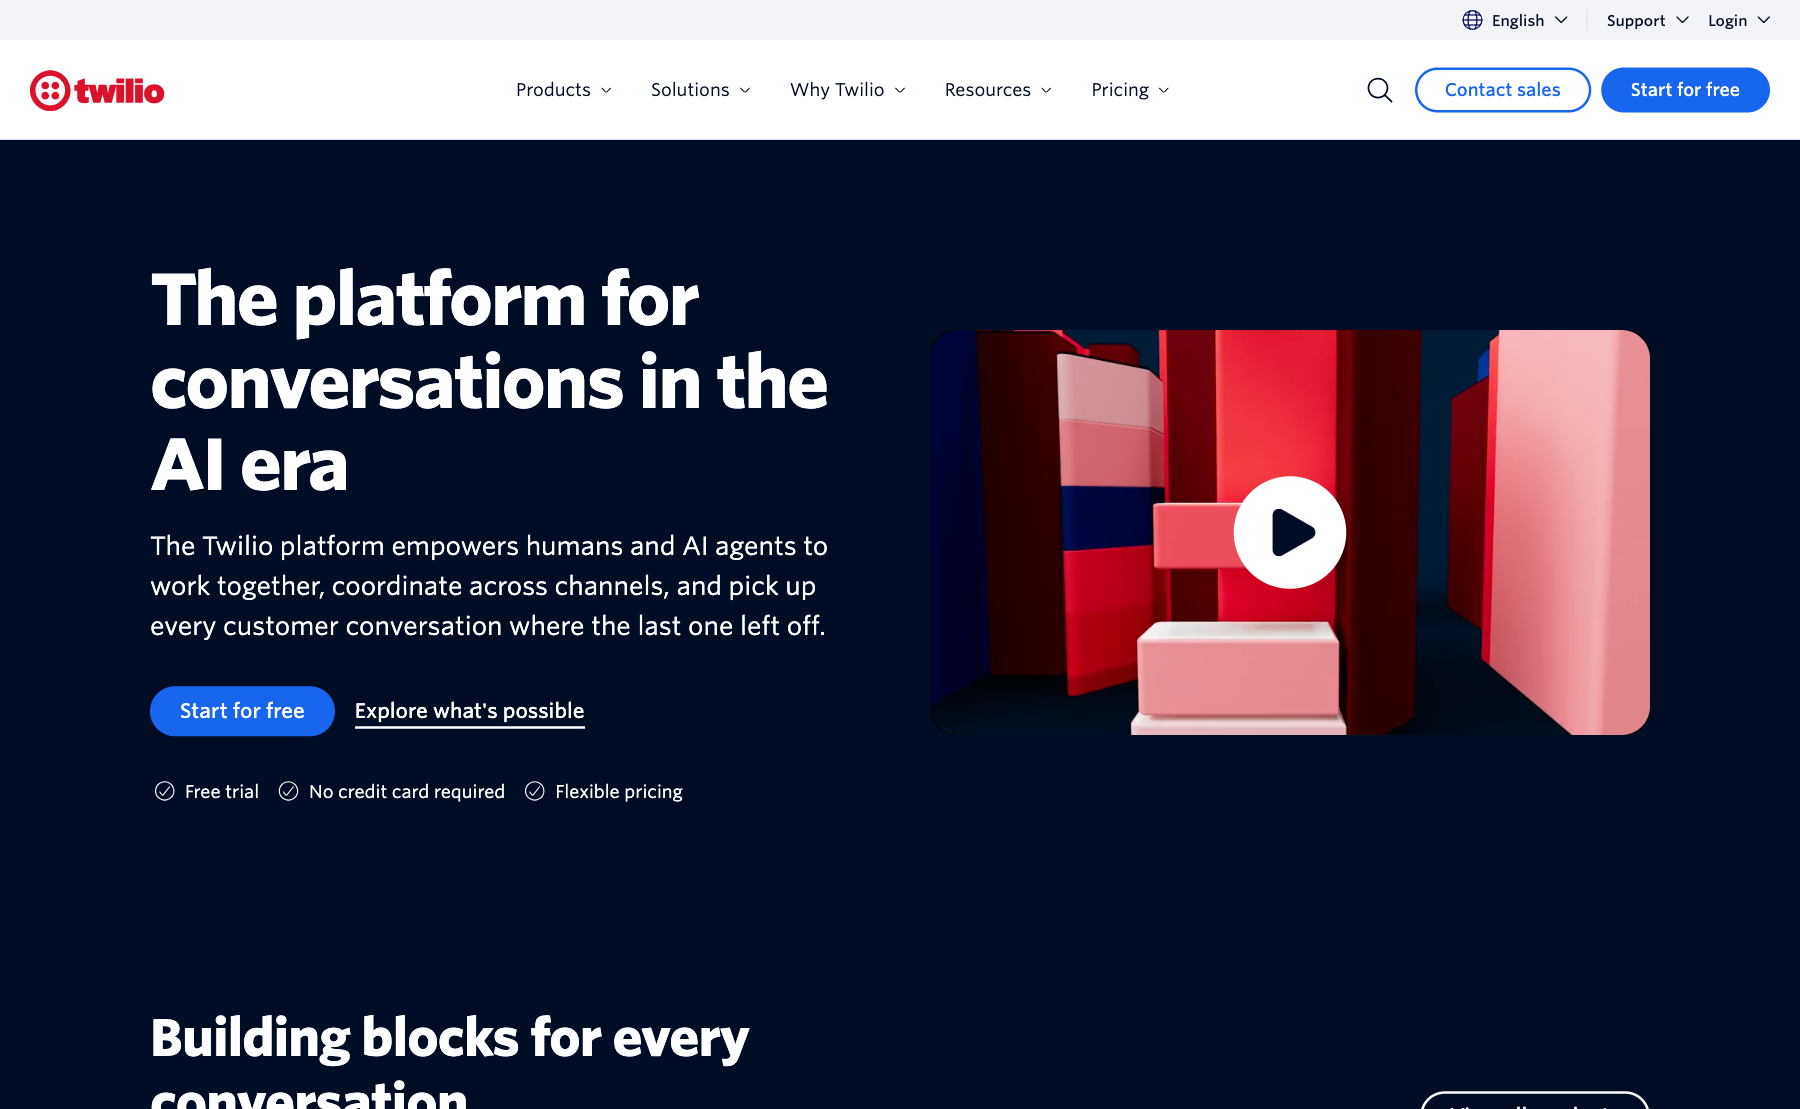 English
Support
Login
twilio
Products
Solutions
Why Twilio
Resources
Pricing
Contact sales
Start for free
The platform for
conversations in the
AI era
The Twilio platform empowers humans and AI agents to
work together, coordinate across channels, and pick up
every customer conversation where the last one left off.
Start for free
Explore what's possible
Free trial
No credit card required
Flexible pricing
Building blocks for every
conversation